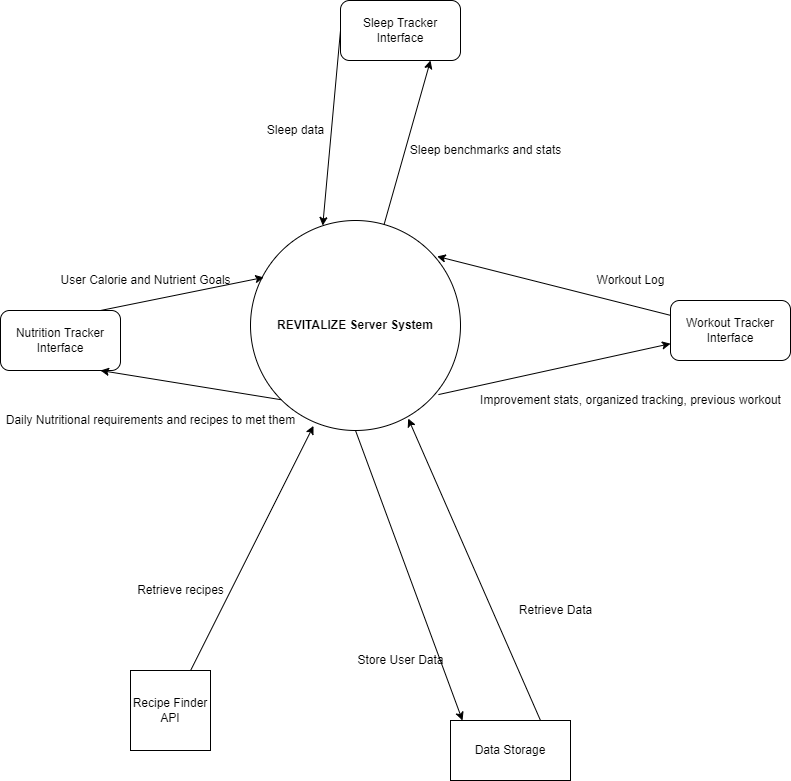 Sleep Tracker
Interface
Sleep data
Sleep benchmarks and stats
User Calorie and Nutrient Goals
Workout Log
Nutrition Tracker
Interface
REVITALIZE Server System
Workout Tracker
Interface
Daily Nutritional requirements and recipes to met them
Improvement stats, organized tracking, previous workout
Retrieve recipes
Retrieve Data
Store User Data
Recipe Finder
API
Data Storage